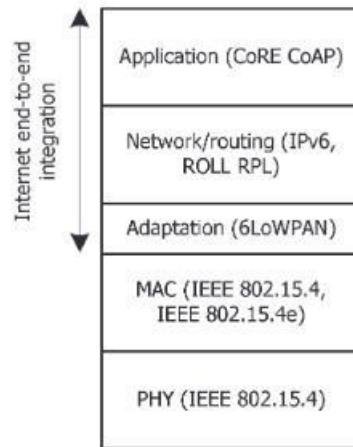 Internet end-to-end
integration
Application (CoRE CoAP)
Network/routing (IPv6,
ROLL RPL)
Adaptation (6LoWPAN)
MAC (IEEE 802.15.4,
IEEE 802.15.4e)
PHY (IEEE 802.15.4)